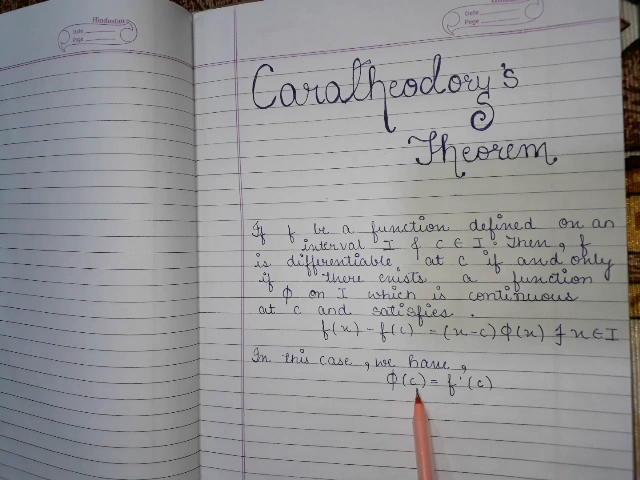 Hindustan
Date
Page
Date
Page
Caratheodory's
Theorem
If f be a function defined on an
interval I & c ∈ I. Then, f
is differentiable at c if and only
if there exists a function
Φ on I which is continuous
at c and satisfies.
f(x) - f(c) = (x-c) Φ(x) ∀ x ∈ I
In this case, we have,
Φ(c) = f'(c)